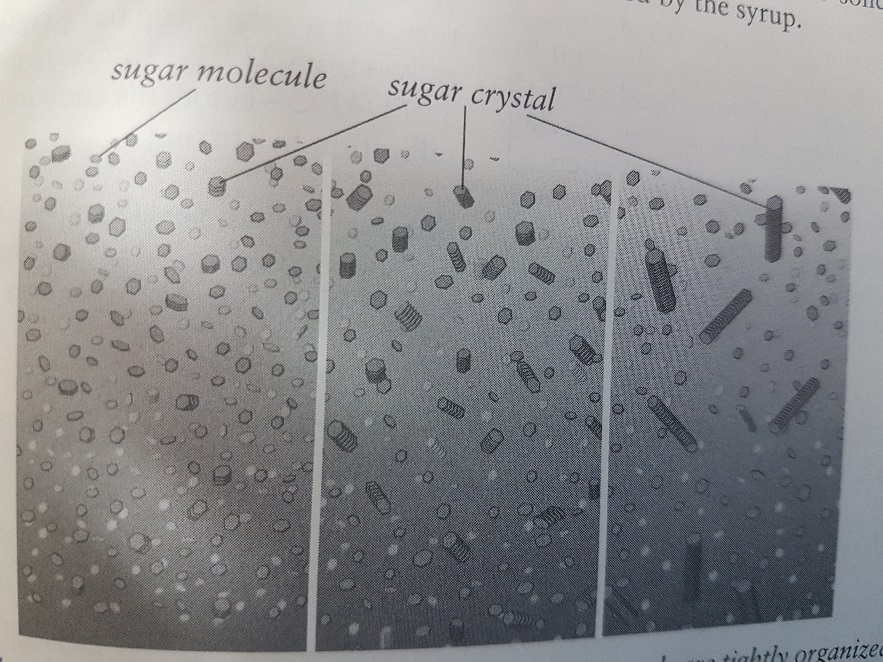 by the syrup.
sugar molecule
sugar crystal
tightly organized